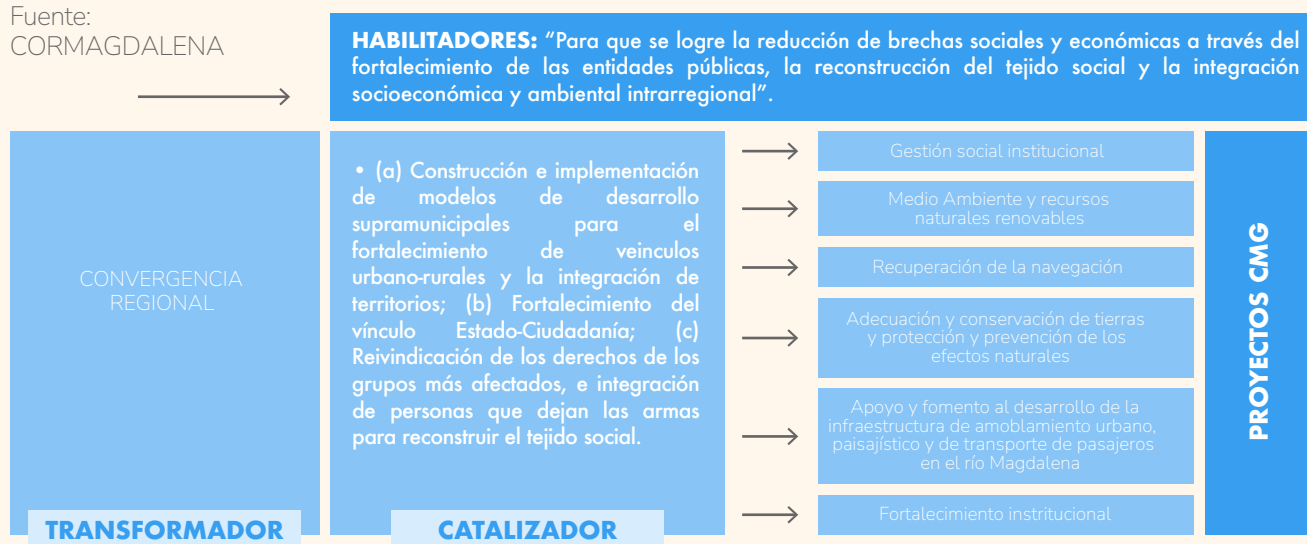 Fuente:
CORMAGDALENA
HABILITADORES: “Para que se logre la reducción de brechas sociales y económicas a través del
fortalecimiento de las entidades públicas, la reconstrucción del tejido social y la integración
socioeconómica y ambiental intrarregional”.
CONVERGENCIA
REGIONAL
TRANSFORMADOR
• (a) Construcción e implementación
de modelos de desarrollo
supramunicipales para el
fortalecimiento de veinculos
urbano-rurales y la integración de
territorios; (b) Fortalecimiento del
vínculo Estado-Ciudadanía; (c)
Reivindicación de los derechos de los
grupos más afectados, e integración
de personas que dejan las armas
para reconstruir el tejido social.
CATALIZADOR
Gestión social institucional
Medio Ambiente y recursos
naturales renovables
Recuperación de la navegación
Adecuación y conservación de tierras
y protección y prevención de los
efectos naturales
Apoyo y fomento al desarrollo de la
infraestructura de amoblamiento urbano,
paisajístico y de transporte de pasajeros
en el río Magdalena
Fortalecimiento instritucional
PROYECTOS CMG